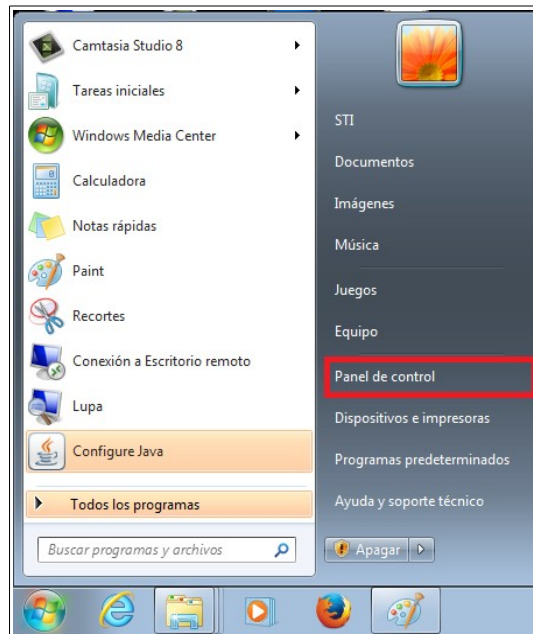 Camtasia Studio 8
Tareas iniciales
Windows Media Center
Calculadora
Notas rápidas
Paint
Recortes
Conexión a Escritorio remoto
Lupa
Configure Java
Todos los programas
Buscar programas y archivos
STI
Documentos
Imágenes
Música
Juegos
Equipo
Panel de control
Dispositivos e impresoras
Programas predeterminados
Ayuda y soporte técnico
Apagar